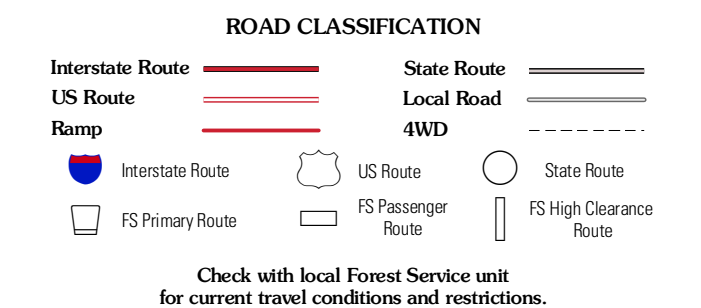 ROAD CLASSIFICATION
Interstate Route
State Route
US Route
Local Road
Ramp
4WD
Interstate Route
US Route
State Route
FS Primary Route
FS Passenger
Route
FS High Clearance
Route
Check with local Forest Service unit
for current travel conditions and restrictions.